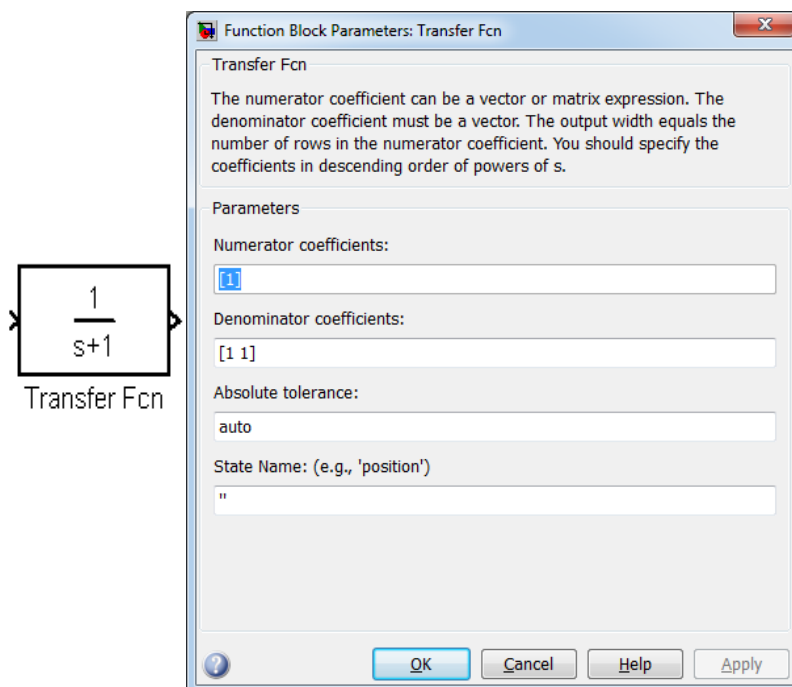 Function Block Parameters: Transfer Fcn
Transfer Fcn
The numerator coefficient can be a vector or matrix expression. The
denominator coefficient must be a vector. The output width equals the
number of rows in the numerator coefficient. You should specify the
coefficients in descending order of powers of s.
Parameters
Numerator coefficients:
[1]
Denominator coefficients:
[1 1]
Absolute tolerance:
auto
State Name: (e.g., 'position')
''
OK Cancel Help Apply
1
s+1
Transfer Fcn